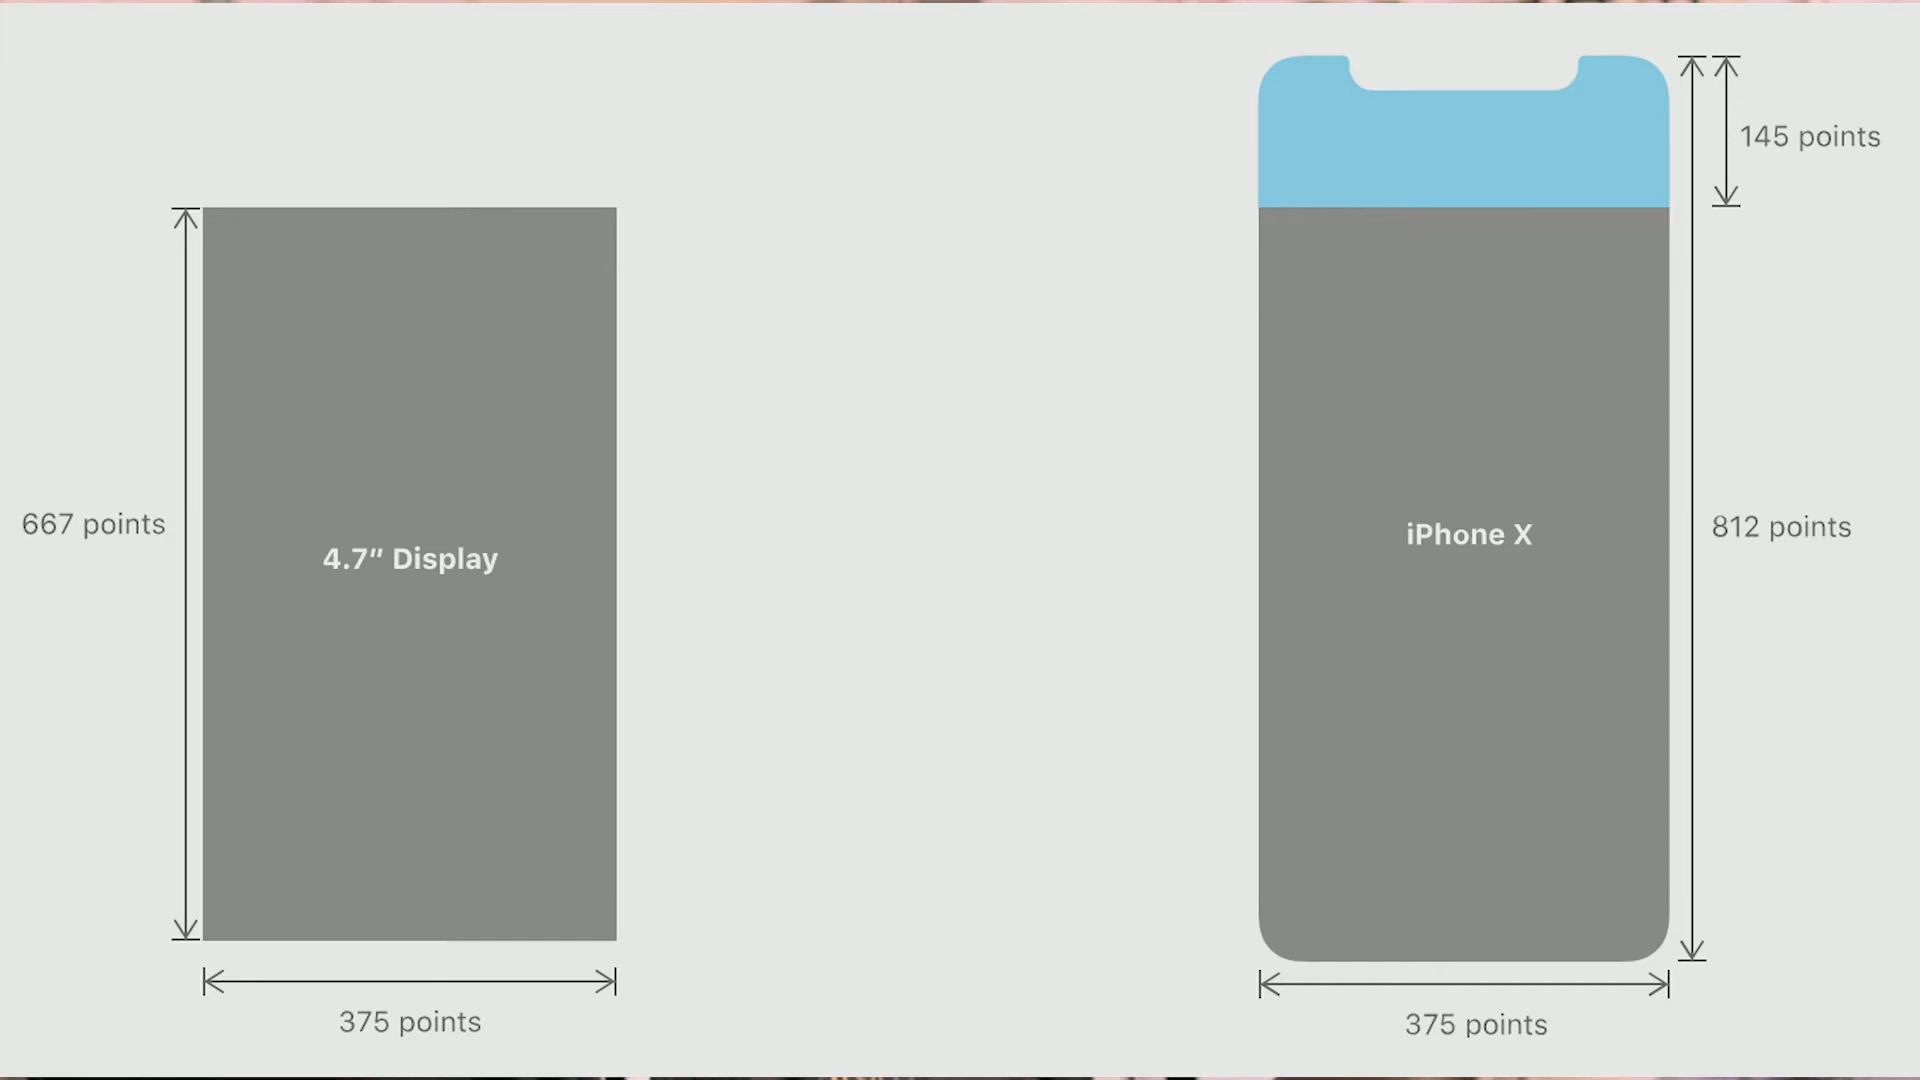 667 points
4.7″ Display
375 points
145 points
iPhone X
812 points
375 points